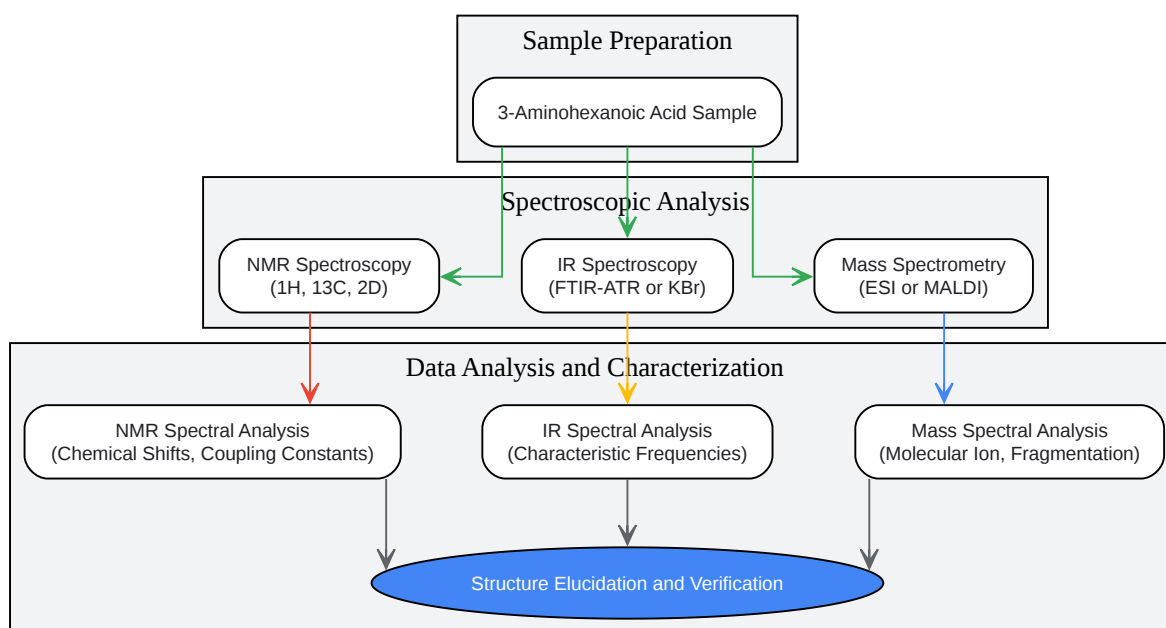 Sample Preparation
3-Aminohexanoic Acid Sample
Spectroscopic Analysis
NMR Spectroscopy
(1H, 13C, 2D)
IR Spectroscopy
(FTIR-ATR or KBr)
Mass Spectrometry
(ESI or MALDI)
Data Analysis and Characterization
NMR Spectral Analysis
(Chemical Shifts, Coupling Constants)
IR Spectral Analysis
(Characteristic Frequencies)
Mass Spectral Analysis
(Molecular Ion, Fragmentation)
Structure Elucidation and Verification